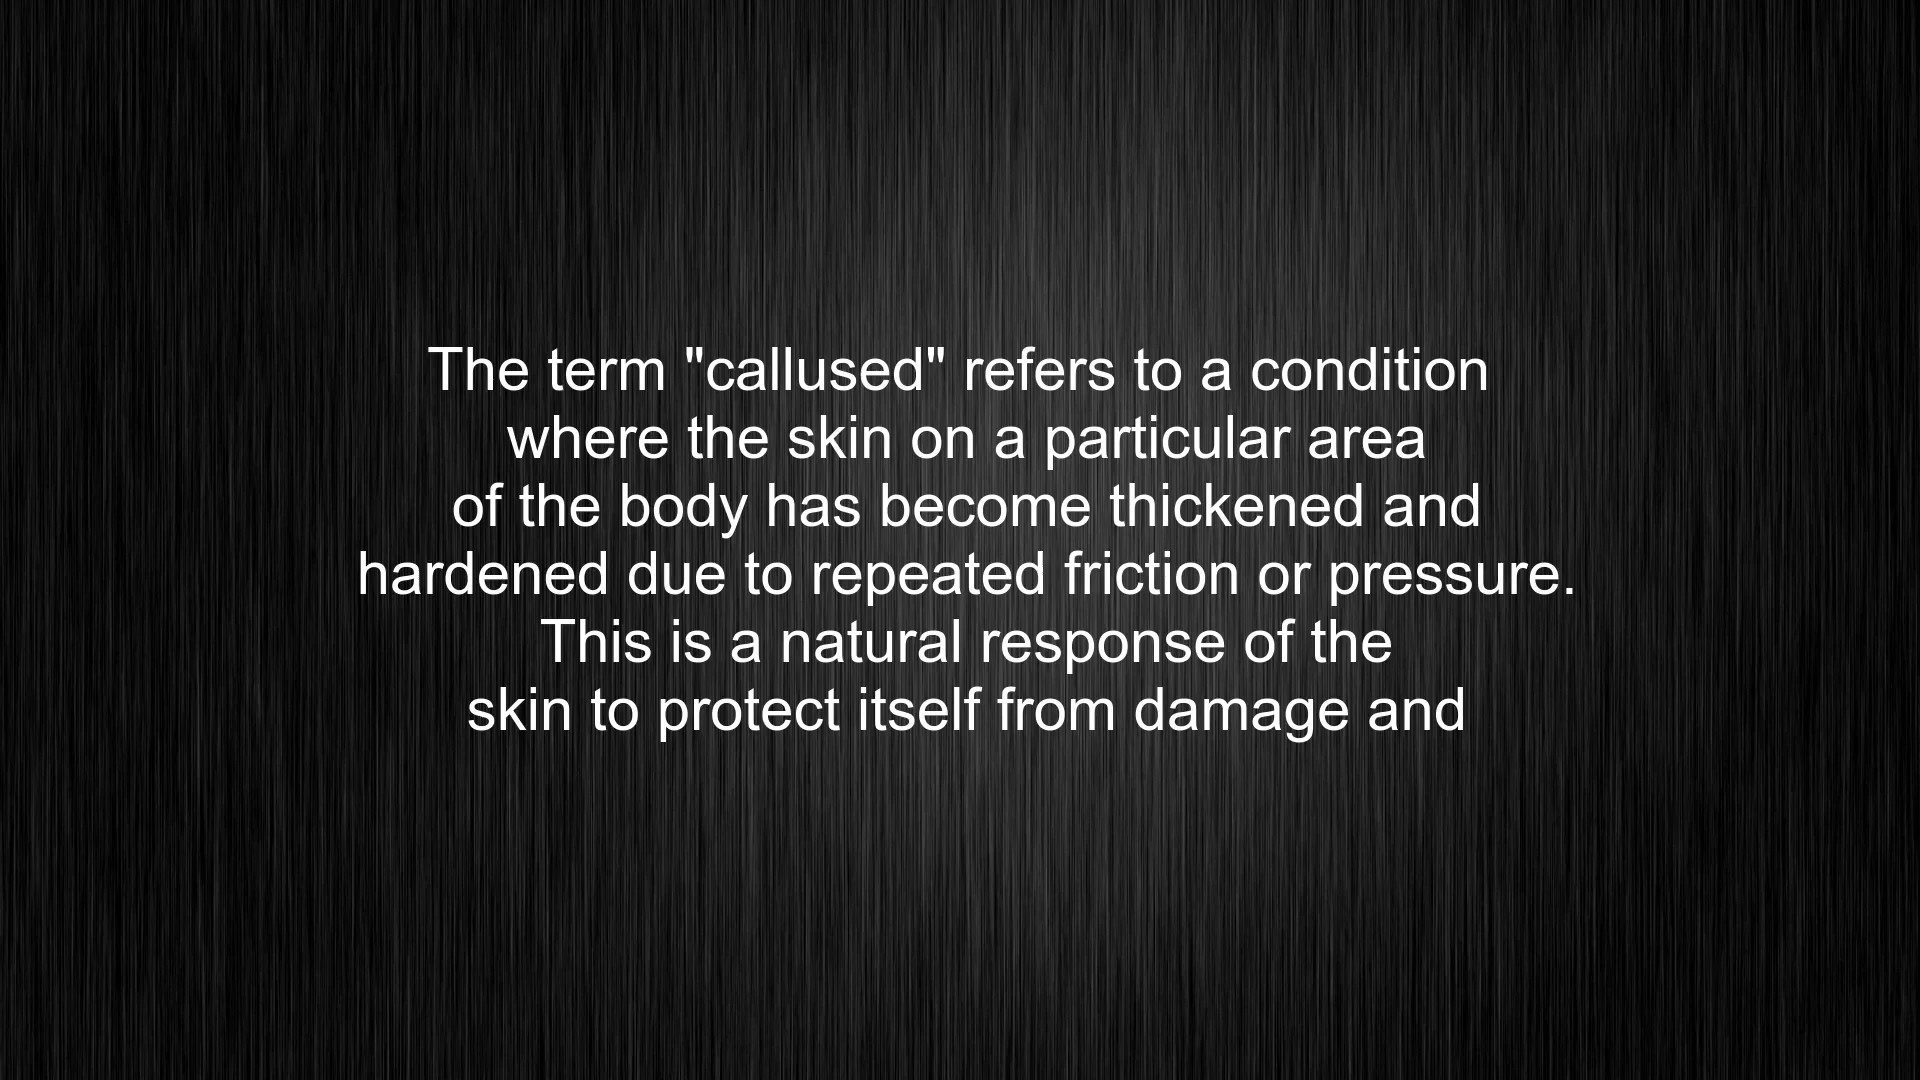 The term "callused" refers to a condition
where the skin on a particular area
of the body has become thickened and
hardened due to repeated friction or pressure.
This is a natural response of the
skin to protect itself from damage and